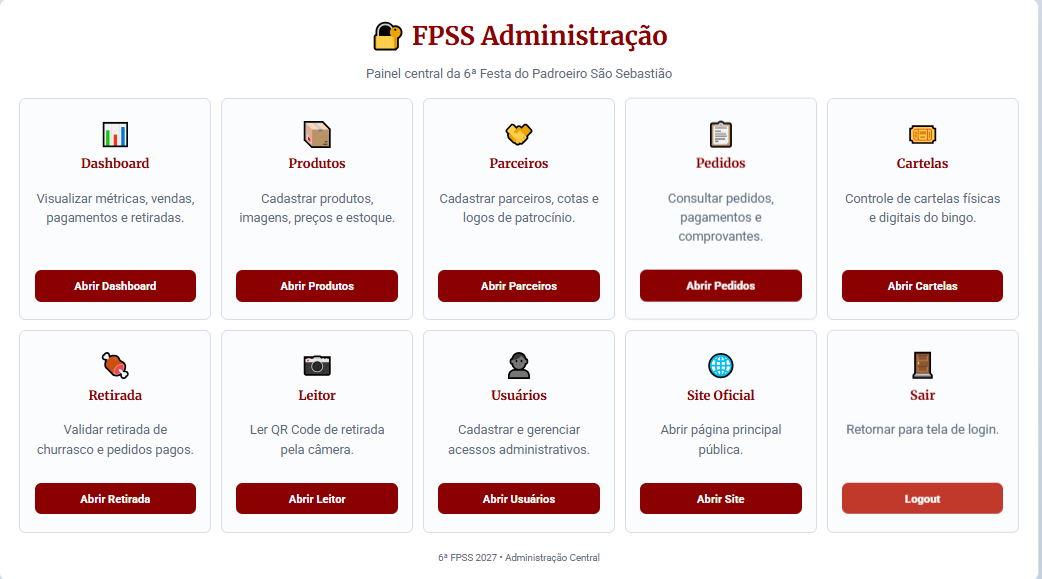 FPSS Administração
Painel central da 6ª Festa do Padroeiro São Sebastião
Dashboard
Visualizar métricas, vendas,
pagamentos e retiradas.
Abrir Dashboard
Produtos
Cadastrar produtos,
imagens, preços e estoque.
Abrir Produtos
Parceiros
Cadastrar parceiros, cotas e
logos de patrocínio.
Abrir Parceiros
Pedidos
Consultar pedidos,
pagamentos e
comprovantes.
Abrir Pedidos
Cartelas
Controle de cartelas físicas
e digitais do bingo.
Abrir Cartelas
Retirada
Validar retirada de
churrasco e pedidos pagos.
Abrir Retirada
Leitor
Ler QR Code de retirada
pela câmera.
Abrir Leitor
Usuários
Cadastrar e gerenciar
acessos administrativos.
Abrir Usuários
Site Oficial
Abrir página principal
pública.
Abrir Site
Sair
Retornar para tela de login.
Logout
6ª FPSS 2027 • Administração Central